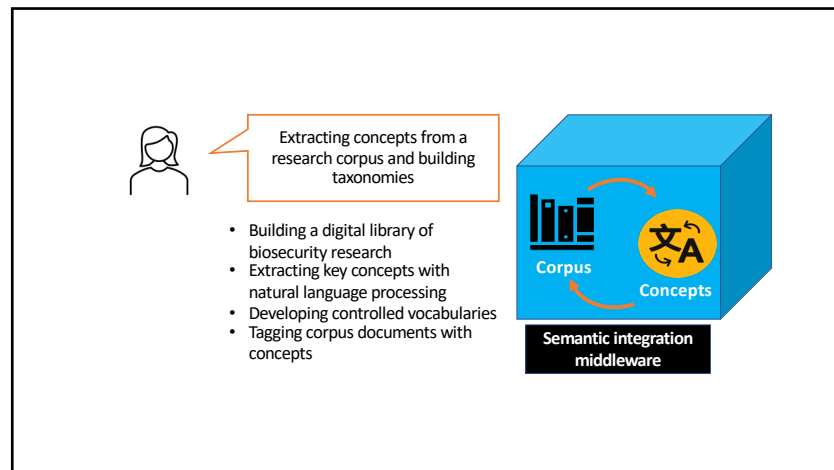 Extracting concepts from a
research corpus and building
taxonomies
• Building a digital library of
biosecurity research
• Extracting key concepts with
natural language processing
• Developing controlled vocabularies
• Tagging corpus documents with
concepts
文A
Corpus
Concepts
Semantic integration
middleware